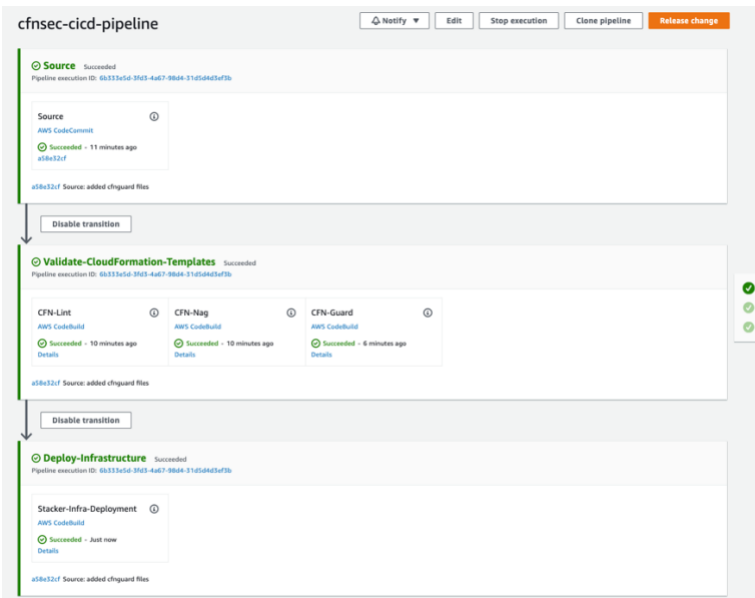 cfnsec-cicd-pipeline
Notify ▼ Edit Stop execution Clone pipeline Release change
Source Succeeded
Pipeline execution ID: 6b333e5d-3fd3-4a67-98d4-31d5d4d3ef3b
Source
AWS CodeCommit
Succeeded - 11 minutes ago
a58e32cf
a58e32cf Source: added cfnguard files
Disable transition
Validate-CloudFormation-Templates Succeeded
Pipeline execution ID: 6b333e5d-3fd3-4a67-98d4-31d5d4d3ef3b
CFN-Lint CFN-Nag CFN-Guard
AWS CodeBuild AWS CodeBuild AWS CodeBuild
Succeeded - 10 minutes ago Succeeded - 10 minutes ago Succeeded - 6 minutes ago
Details Details Details
a58e32cf Source: added cfnguard files
Disable transition
Deploy-Infrastructure Succeeded
Pipeline execution ID: 6b333e5d-3fd3-4a67-98d4-31d5d4d3ef3b
Stacker-Infra-Deployment
AWS CodeBuild
Succeeded - Just now
Details
a58e32cf Source: added cfnguard files